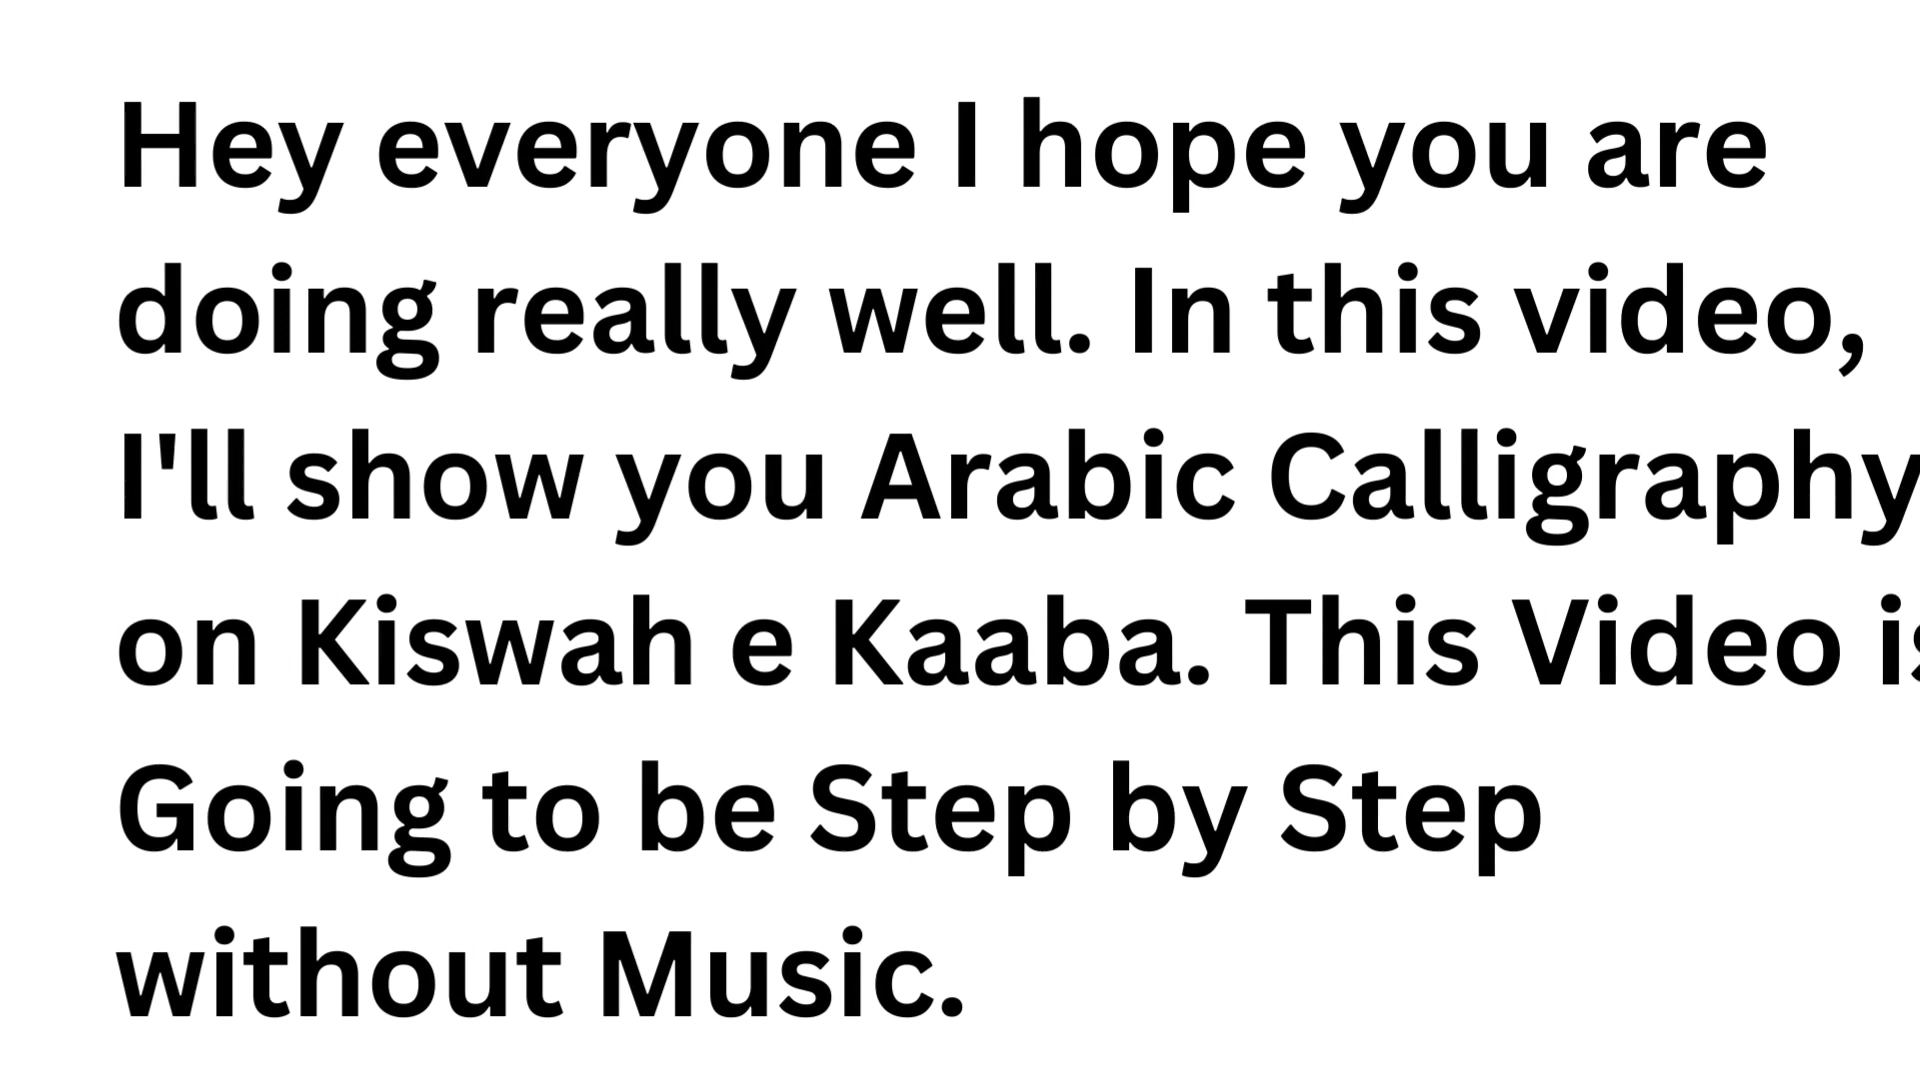 Hey everyone I hope you are
doing really well. In this video,
I'll show you Arabic Calligraphy
on Kiswah e Kaaba. This Video is
Going to be Step by Step
without Music.